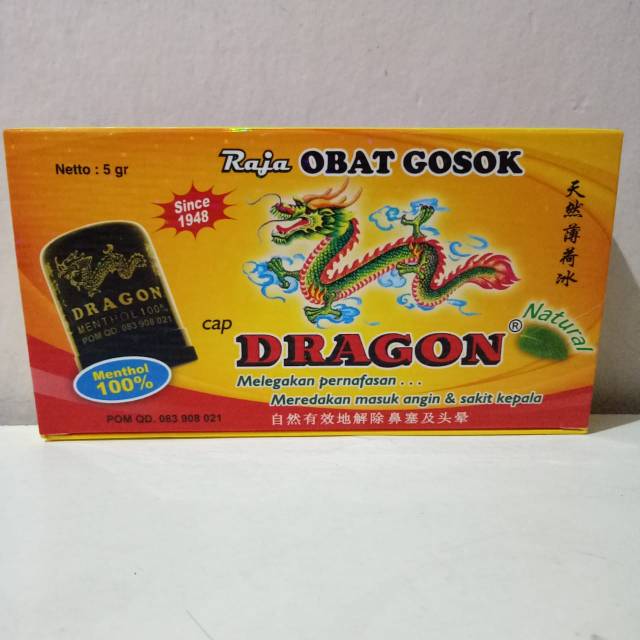 Raja OBAT GOSOK
Netto : 5 gr
Since
1948
天然薄荷冰
DRAGON
MENTHOL 100%
POM QD. 083 908 021
Menthol
100%
POM QD. 083 908 021
cap
DRAGON®
Natural
Melegakan pernafasan . . .
Meredakan masuk angin & sakit kepala
自然有效地解除鼻塞及头晕